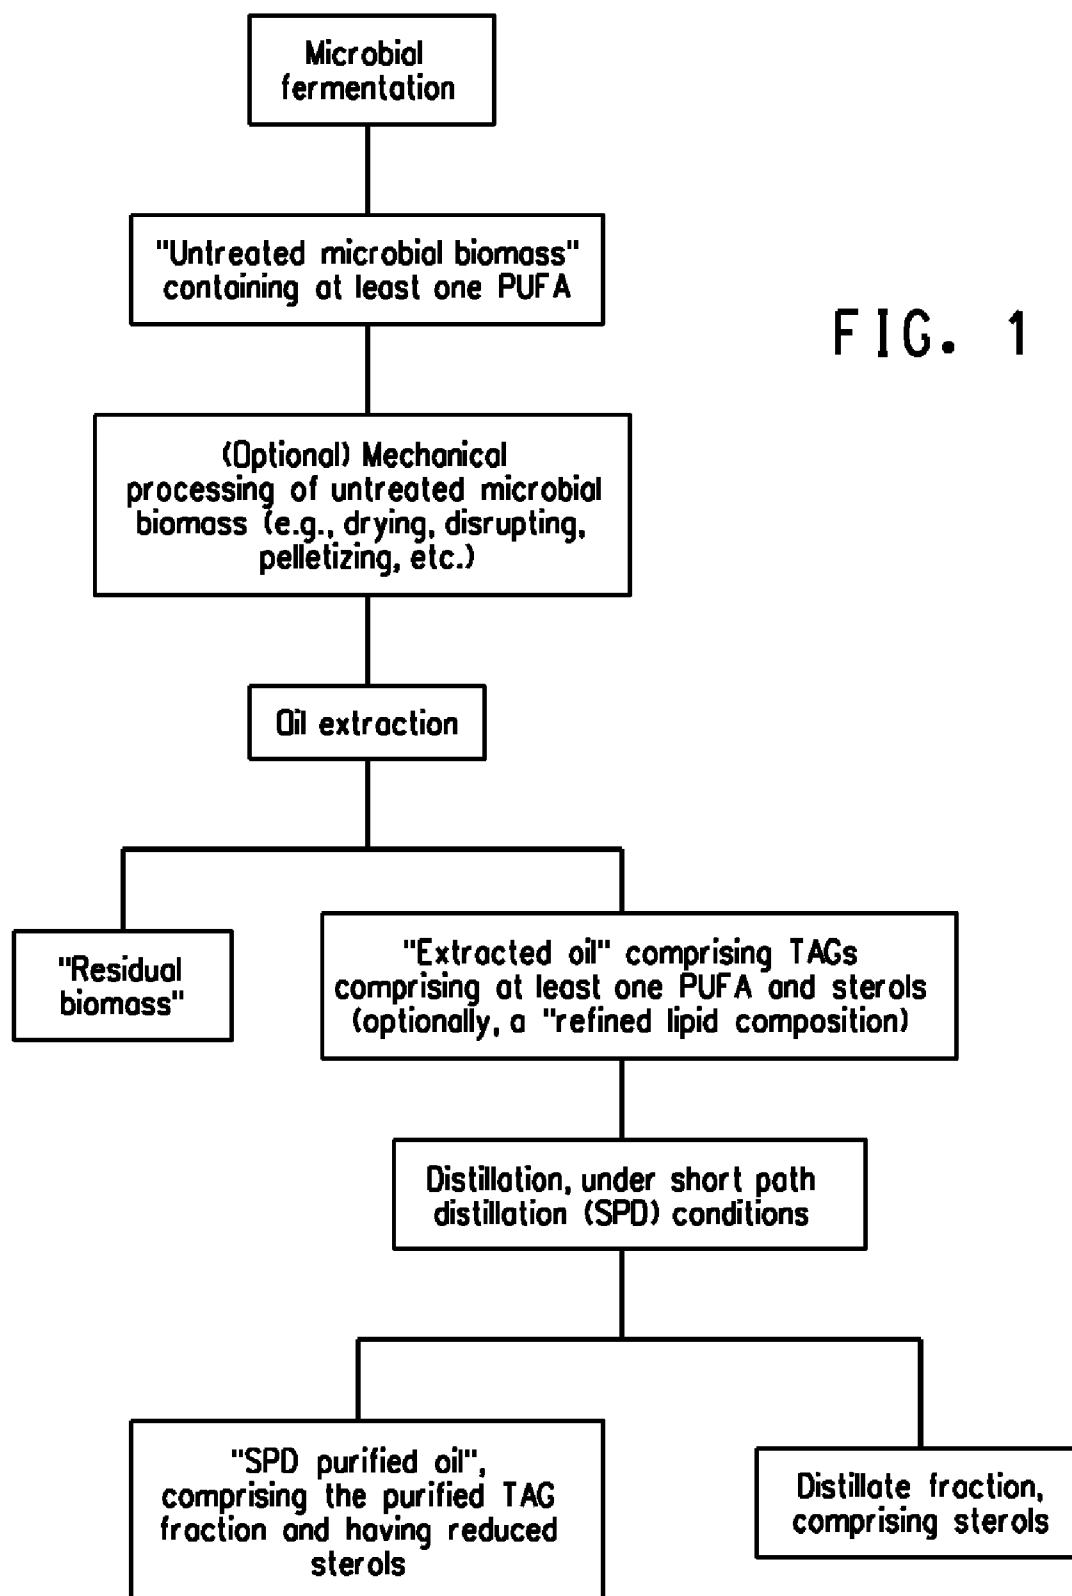 Microbial
fermentation
"Untreated microbial biomass"
containing at least one PUFA
FIG. 1
(Optional) Mechanical
processing of untreated microbial
biomass (e.g., drying, disrupting,
pelletizing, etc.)
Oil extraction
"Residual
biomass"
"Extracted oil" comprising TAGs
comprising at least one PUFA and sterols
(optionally, a "refined lipid composition)
Distillation, under short path
distillation (SPD) conditions
"SPD purified oil",
comprising the purified TAG
fraction and having reduced
sterols
Distillate fraction,
comprising sterols